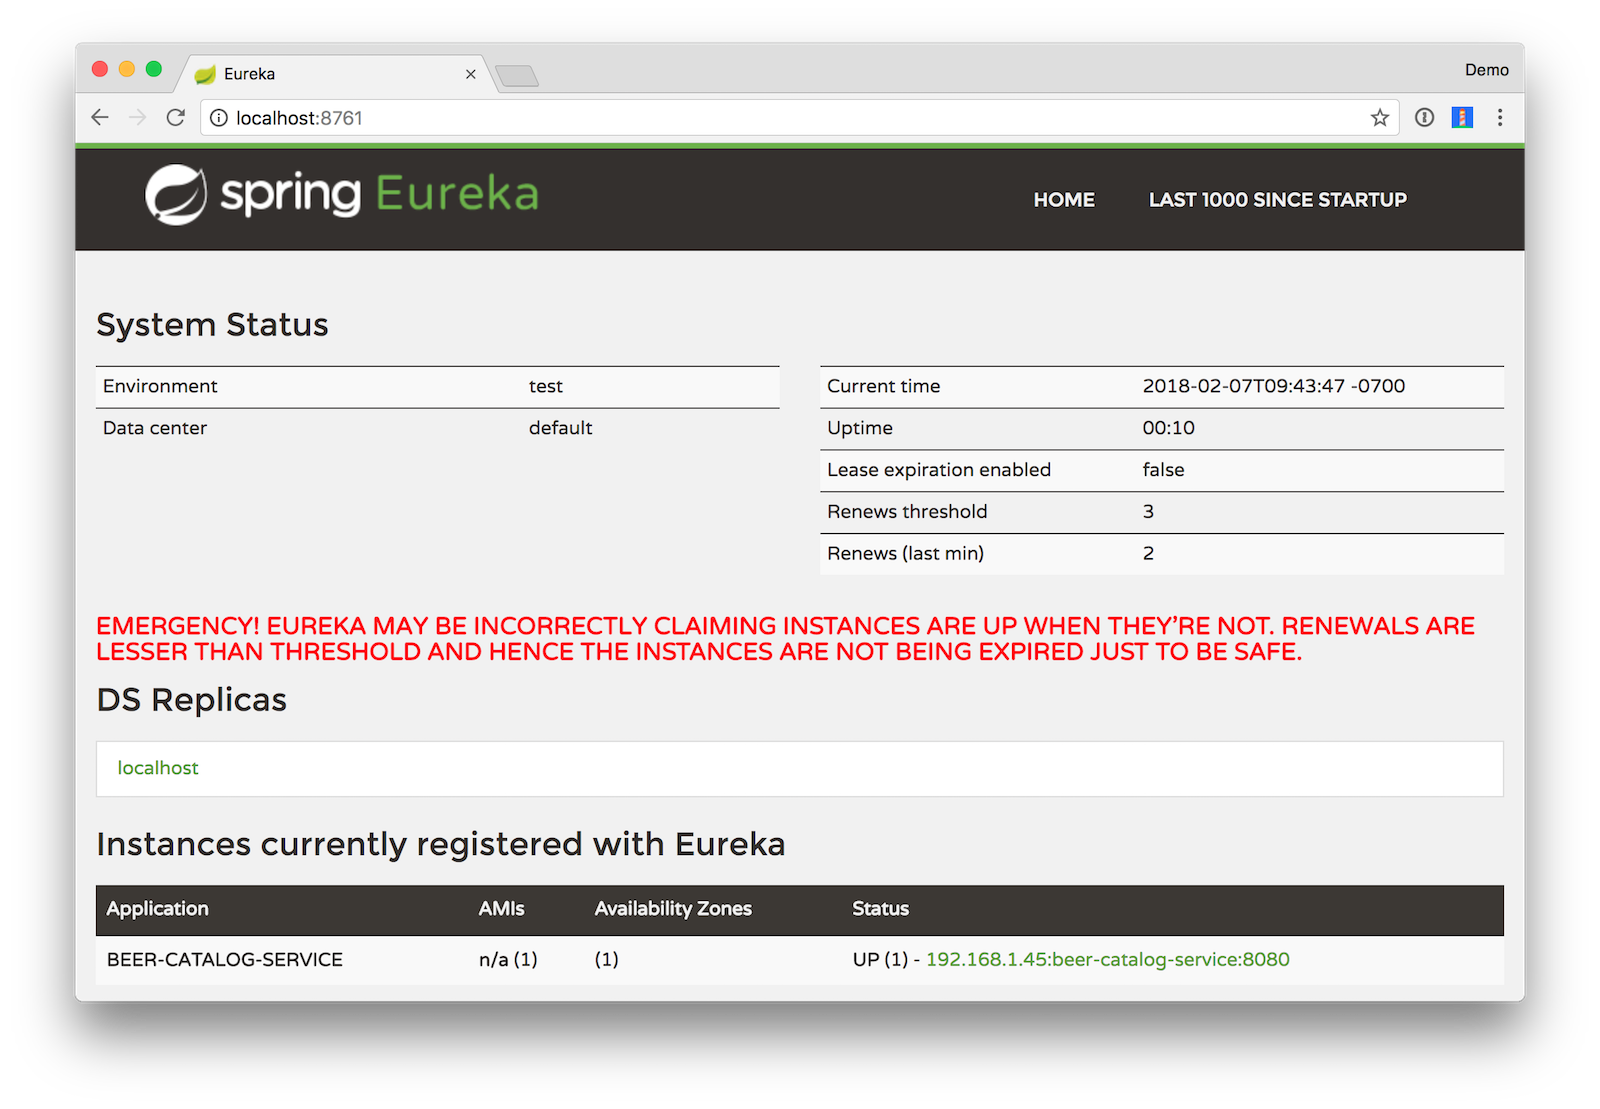 Eureka
Demo
localhost:8761
spring Eureka
HOME LAST 1000 SINCE STARTUP
System Status
Environment test
Data center default
Current time 2018-02-07T09:43:47 -0700
Uptime 00:10
Lease expiration enabled false
Renews threshold 3
Renews (last min) 2
EMERGENCY! EUREKA MAY BE INCORRECTLY CLAIMING INSTANCES ARE UP WHEN THEY'RE NOT. RENEWALS ARE
LESSER THAN THRESHOLD AND HENCE THE INSTANCES ARE NOT BEING EXPIRED JUST TO BE SAFE.
DS Replicas
localhost
Instances currently registered with Eureka
Application AMIs Availability Zones Status
BEER-CATALOG-SERVICE n/a (1) (1) UP (1) - 192.168.1.45:beer-catalog-service:8080